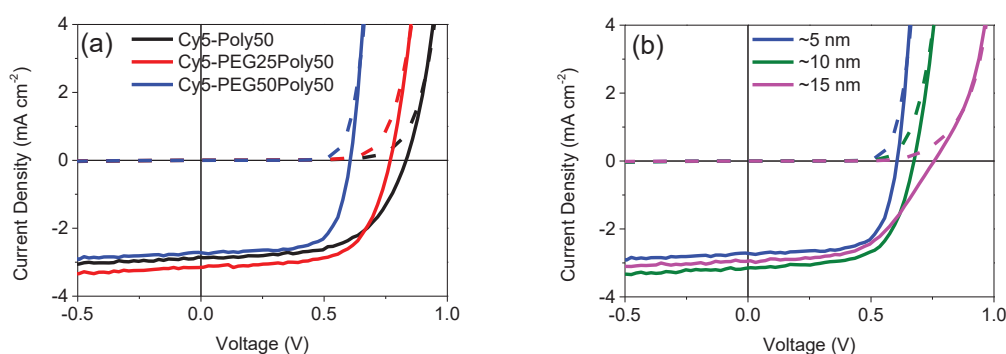 (a)
Cy5-Poly50
Cy5-PEG25Poly50
Cy5-PEG50Poly50
Current Density (mA cm⁻²)
4
2
0
-2
-4
-0.5 0.0 0.5 1.0
Voltage (V)
(b)
~5 nm
~10 nm
~15 nm
Current Density (mA cm⁻²)
4
2
0
-2
-4
-0.5 0.0 0.5 1.0
Voltage (V)